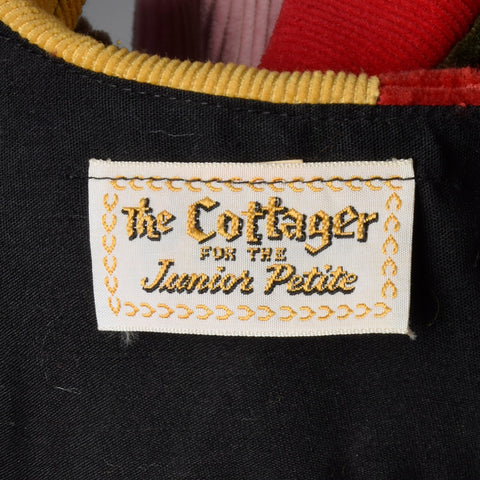 The Cottager
FOR THE
Junior Petite